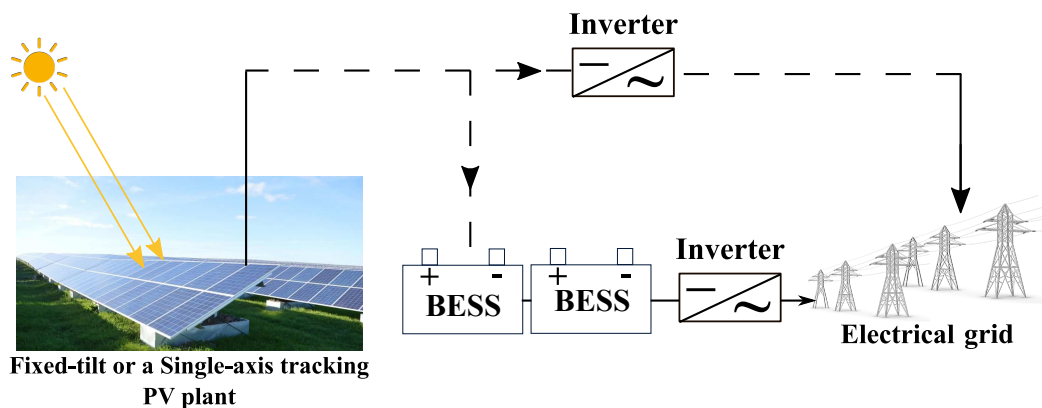 Inverter
Inverter
+ - + -
BESS BESS
Electrical grid
Fixed-tilt or a Single-axis tracking
PV plant